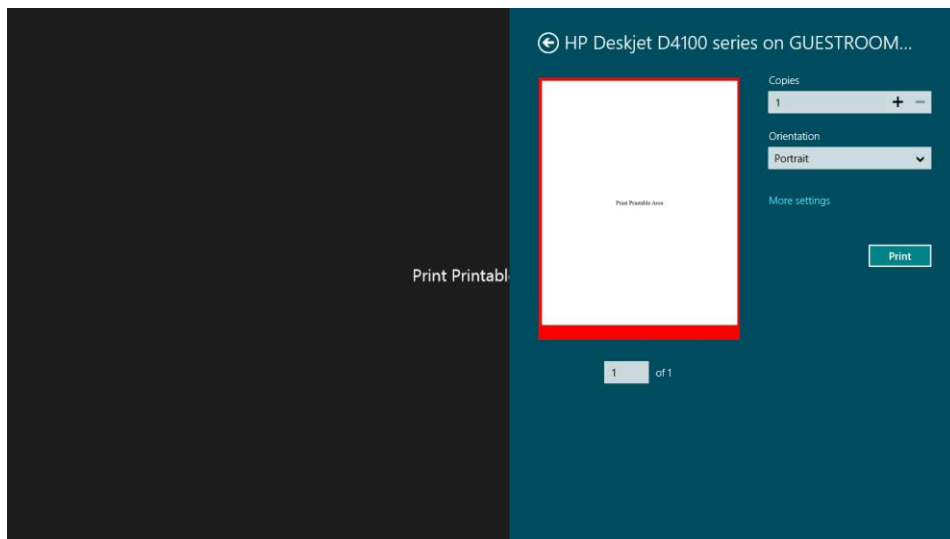 HP Deskjet D4100 series on GUESTROOM...
Copies
1
Orientation
Portrait
Print Printable Area
More settings
Print
Print Printabl
1 of 1